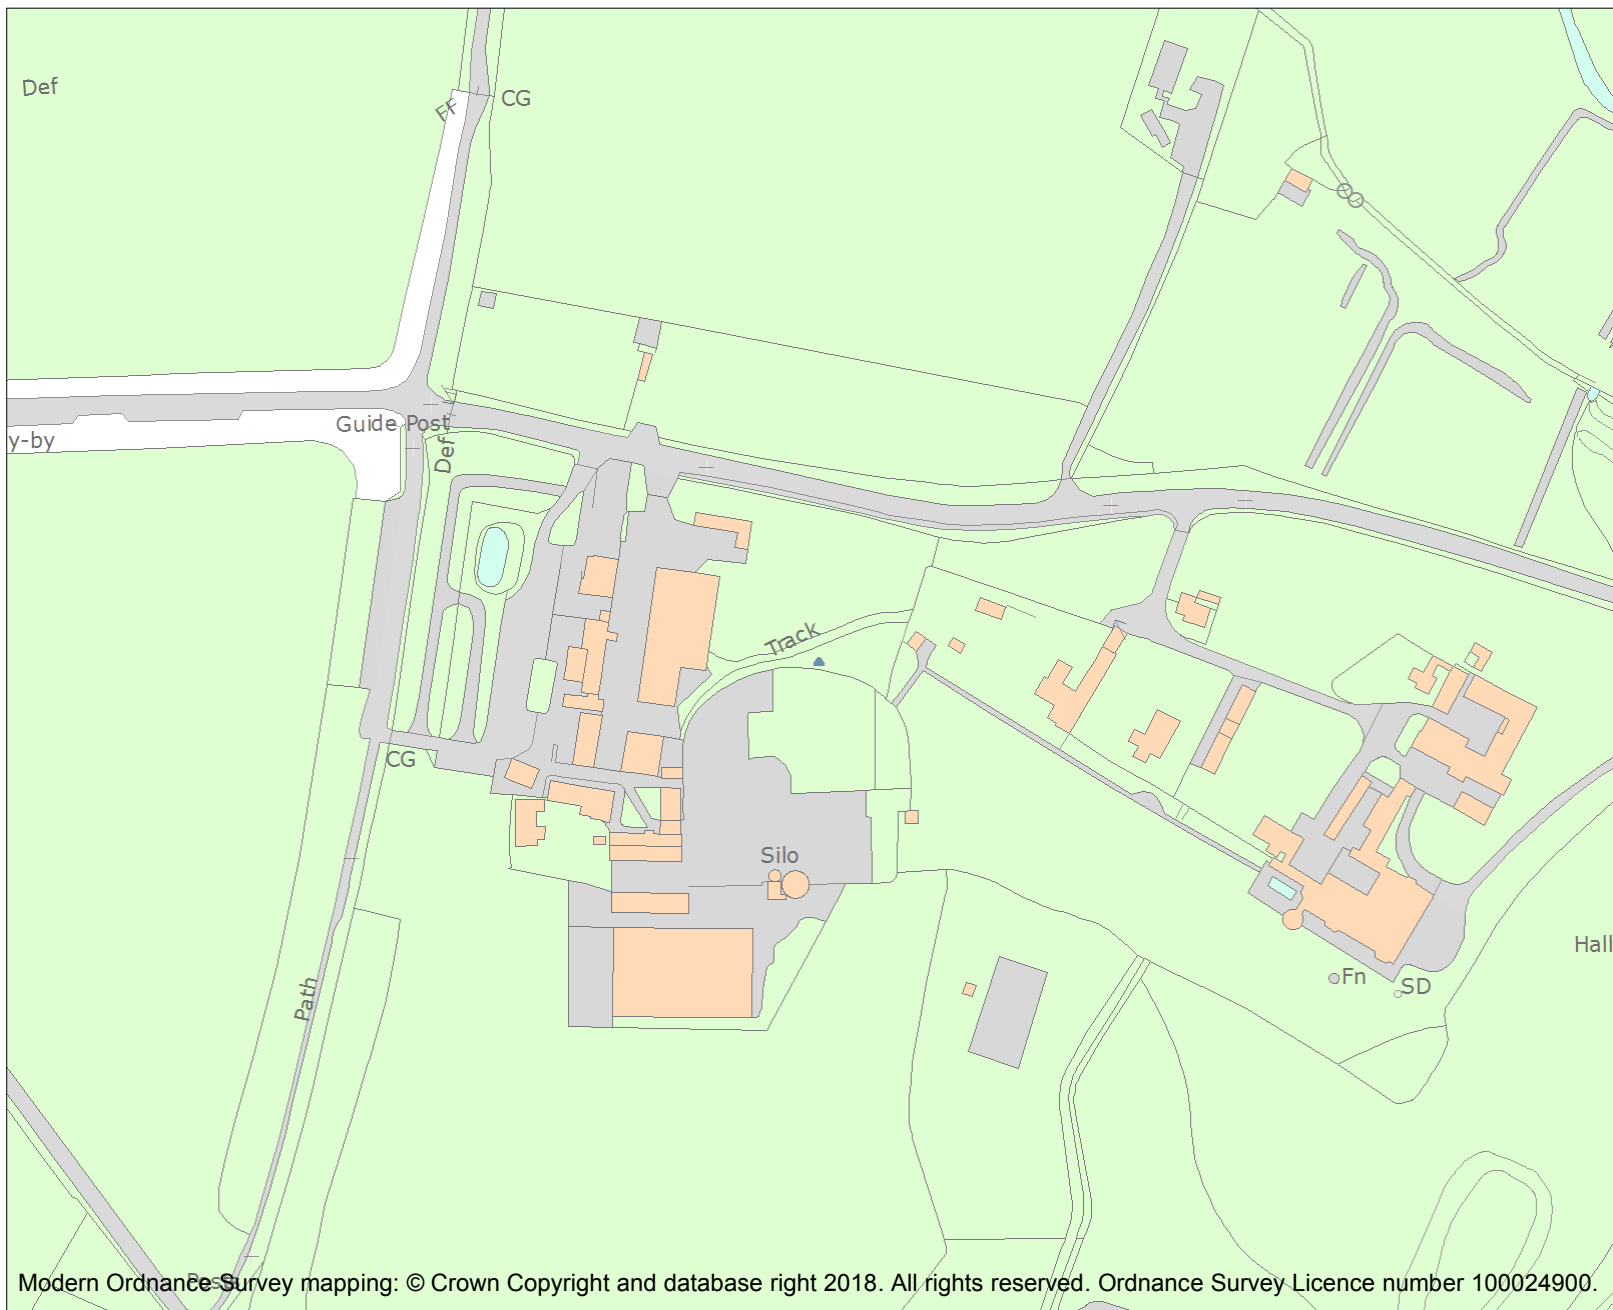 Def
FF
CG
Guide Post
y-by
Def
Track
CG
Silo
Hall
Fn
SD
Path
Posts
Modern Ordnance Survey mapping: © Crown Copyright and database right 2018. All rights reserved. Ordnance Survey Licence number 100024900.